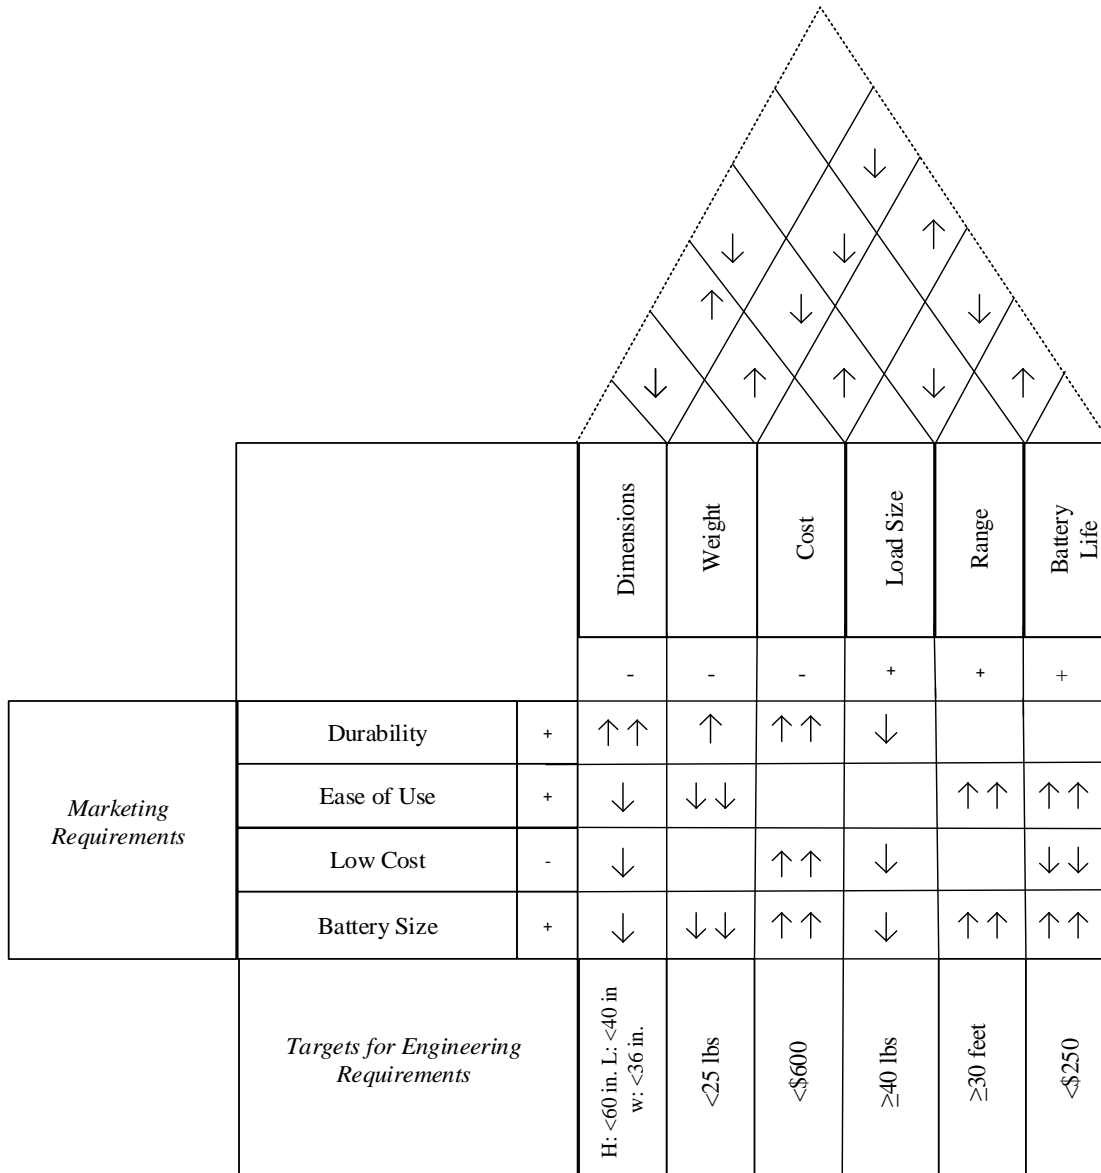 ↓
↑
↓
↓
↑
↓
↓
↑
↓
↑
↑
↓
↑
Dimensions
Weight
Cost
Load Size
Range
Battery
Life
- - - + + +
Marketing
Requirements
Durability + ↑↑ ↑ ↑↑ ↓
Ease of Use + ↓ ↓↓ ↑↑ ↑↑
Low Cost - ↓ ↑↑ ↓ ↓↓
Battery Size + ↓ ↓↓ ↑↑ ↓ ↑↑ ↑↑
Targets for Engineering
Requirements
H: <60 in. L: <40 in
w: <36 in.
<25 lbs
<$600
≥40 lbs
≥30 feet
<$250